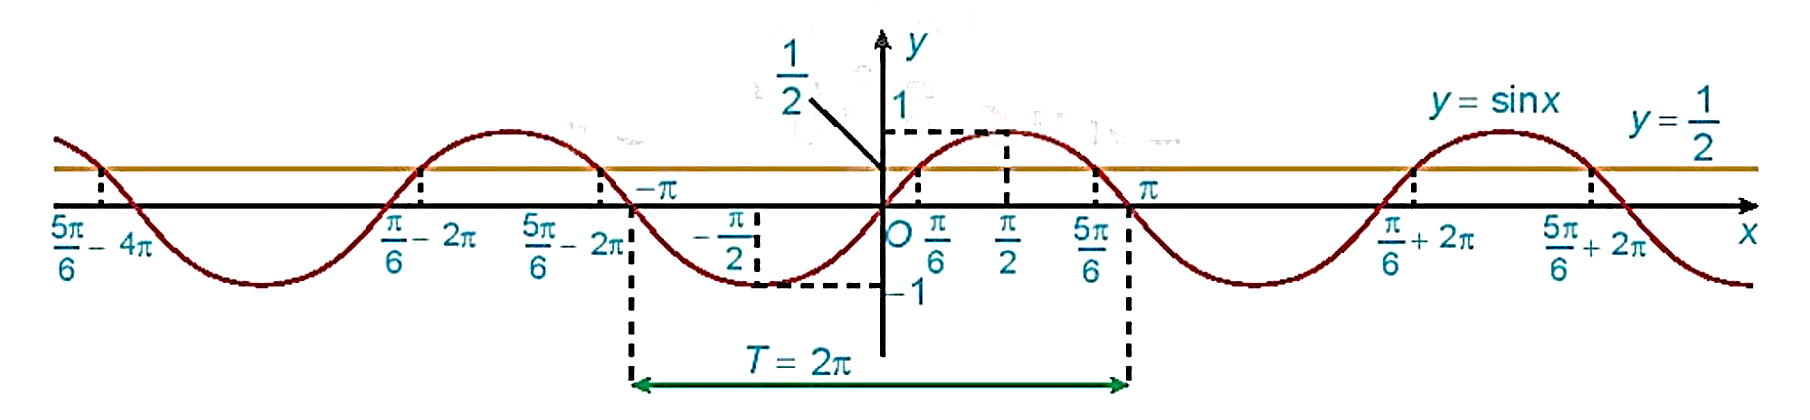 y
1/2
1
y = sinx
y = 1/2
−π
π
5π/6 − 4π
π/6 − 2π
5π/6 − 2π
−π/2
O
π/6
π/2
5π/6
π/6 + 2π
5π/6 + 2π
x
−1
T = 2π